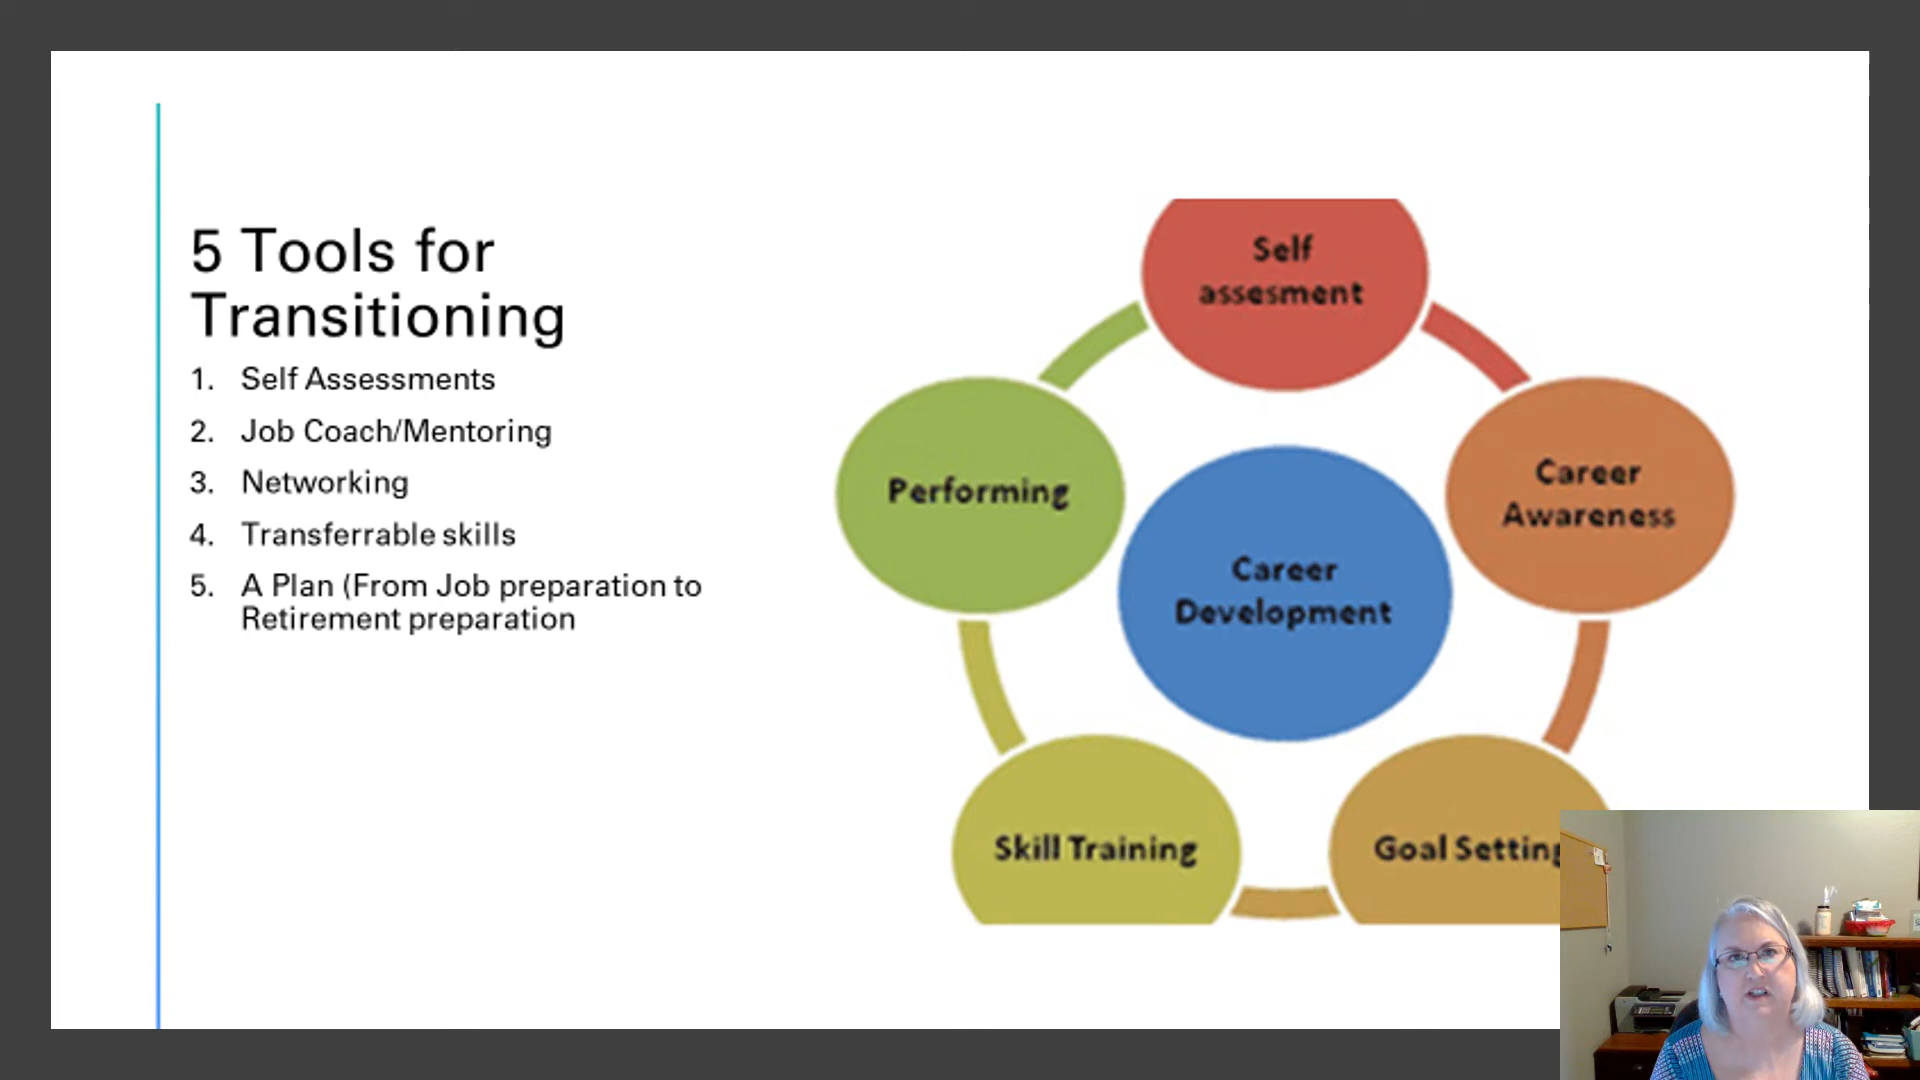 5 Tools for
Transitioning
1. Self Assessments
2. Job Coach/Mentoring
3. Networking
4. Transferrable skills
5. A Plan (From Job preparation to
Retirement preparation
Self
assesment
Career
Awareness
Goal Setting
Skill Training
Performing
Career
Development